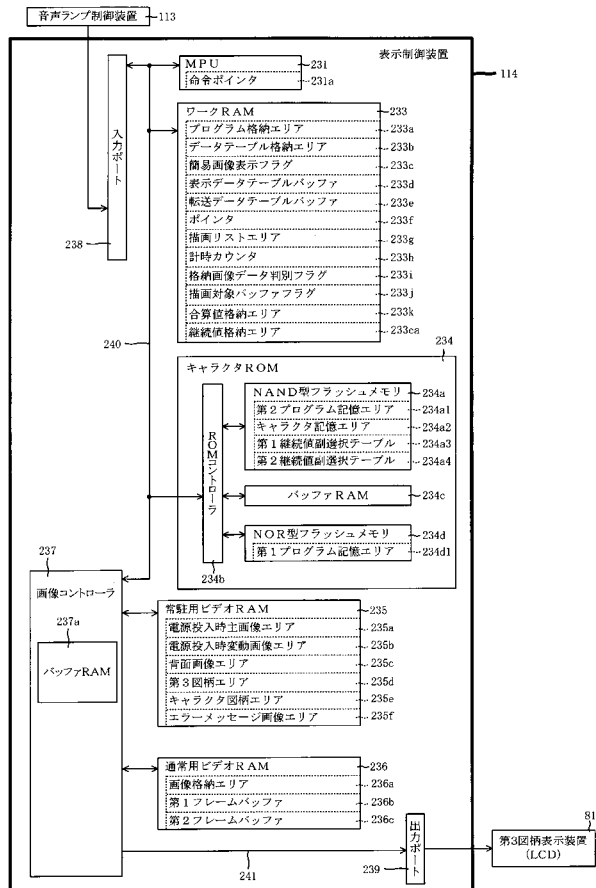 音声ランプ制御装置
113
表示制御装置
114
MPU
231
命令ポインタ
231a
入力ポート
238
ワークRAM
233
プログラム格納エリア
233a
データテーブル格納エリア
233b
簡易画像表示フラグ
233c
表示データテーブルバッファ
233d
転送データテーブルバッファ
233e
ポインタ
233f
描画リストエリア
233g
計時カウンタ
233h
格納画像データ判別フラグ
233i
描画対象バッファフラグ
233j
合算値格納エリア
233k
継続値格納エリア
233ca
240
234
キャラクタROM
ROMコントローラ
234b
NAND型フラッシュメモリ
234a
第2プログラム記憶エリア
234a1
キャラクタ記憶エリア
234a2
第1継続値副選択テーブル
234a3
第2継続値副選択テーブル
234a4
バッファRAM
234c
NOR型フラッシュメモリ
234d
第1プログラム記憶エリア
234d1
237
画像コントローラ
237a
バッファRAM
常駐用ビデオRAM
235
電源投入時主画像エリア
235a
電源投入時変動画像エリア
235b
背面画像エリア
235c
第3図柄エリア
235d
キャラクタ図柄エリア
235e
エラーメッセージ画像エリア
235f
通常用ビデオRAM
236
画像格納エリア
236a
第1フレームバッファ
236b
第2フレームバッファ
236c
241
出力ポート
239
81
第3図柄表示装置
(LCD)